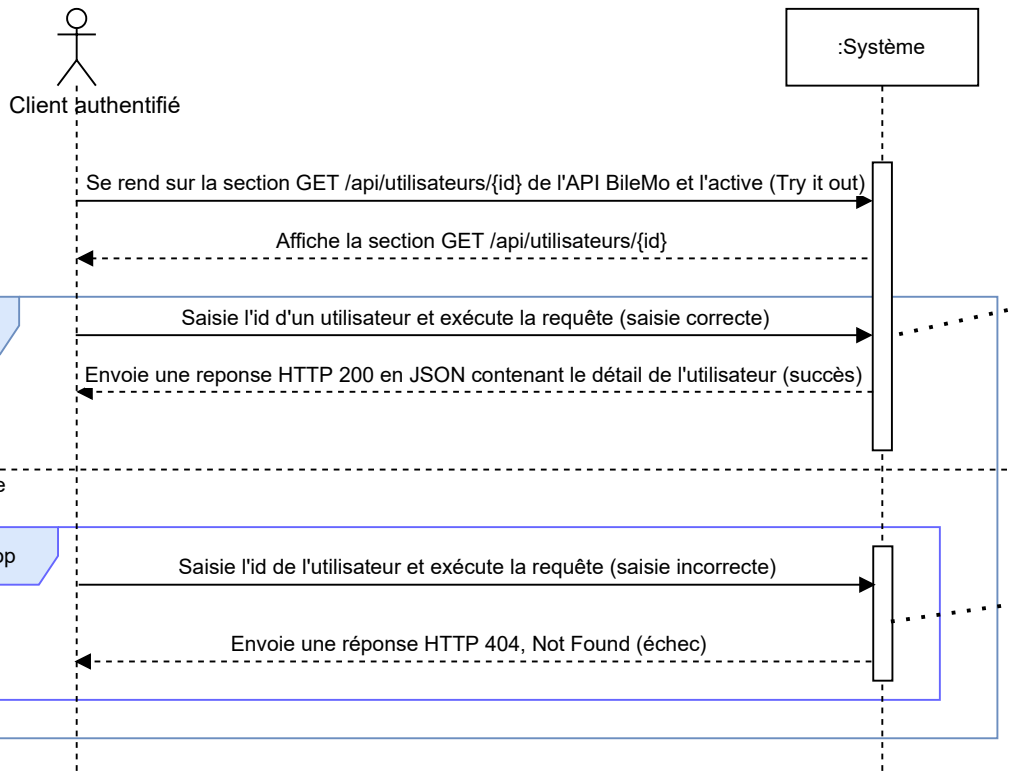 :Système
Client authentifié
Se rend sur la section GET /api/utilisateurs/{id} de l'API BileMo et l'active (Try it out)
Affiche la section GET /api/utilisateurs/{id}
Saisie l'id d'un utilisateur et exécute la requête (saisie correcte)
Envoie une reponse HTTP 200 en JSON contenant le détail de l'utilisateur (succès)
Saisie l'id de l'utilisateur et exécute la requête (saisie incorrecte)
Envoie une réponse HTTP 404, Not Found (échec)